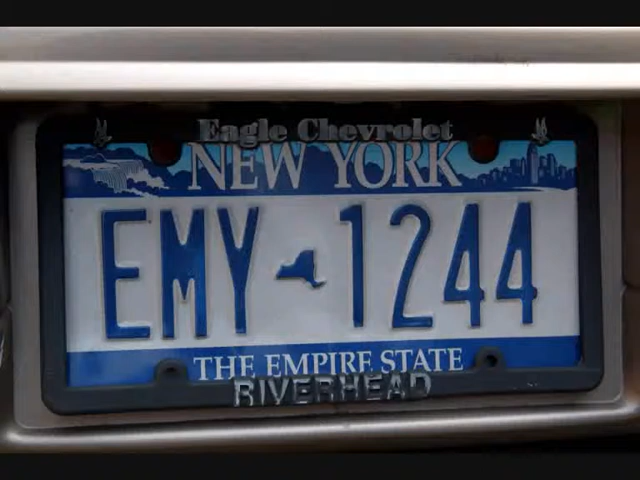 Eagle Chevrolet
NEW YORK
EMY 1244
THE EMPIRE STATE
RIVERHEAD